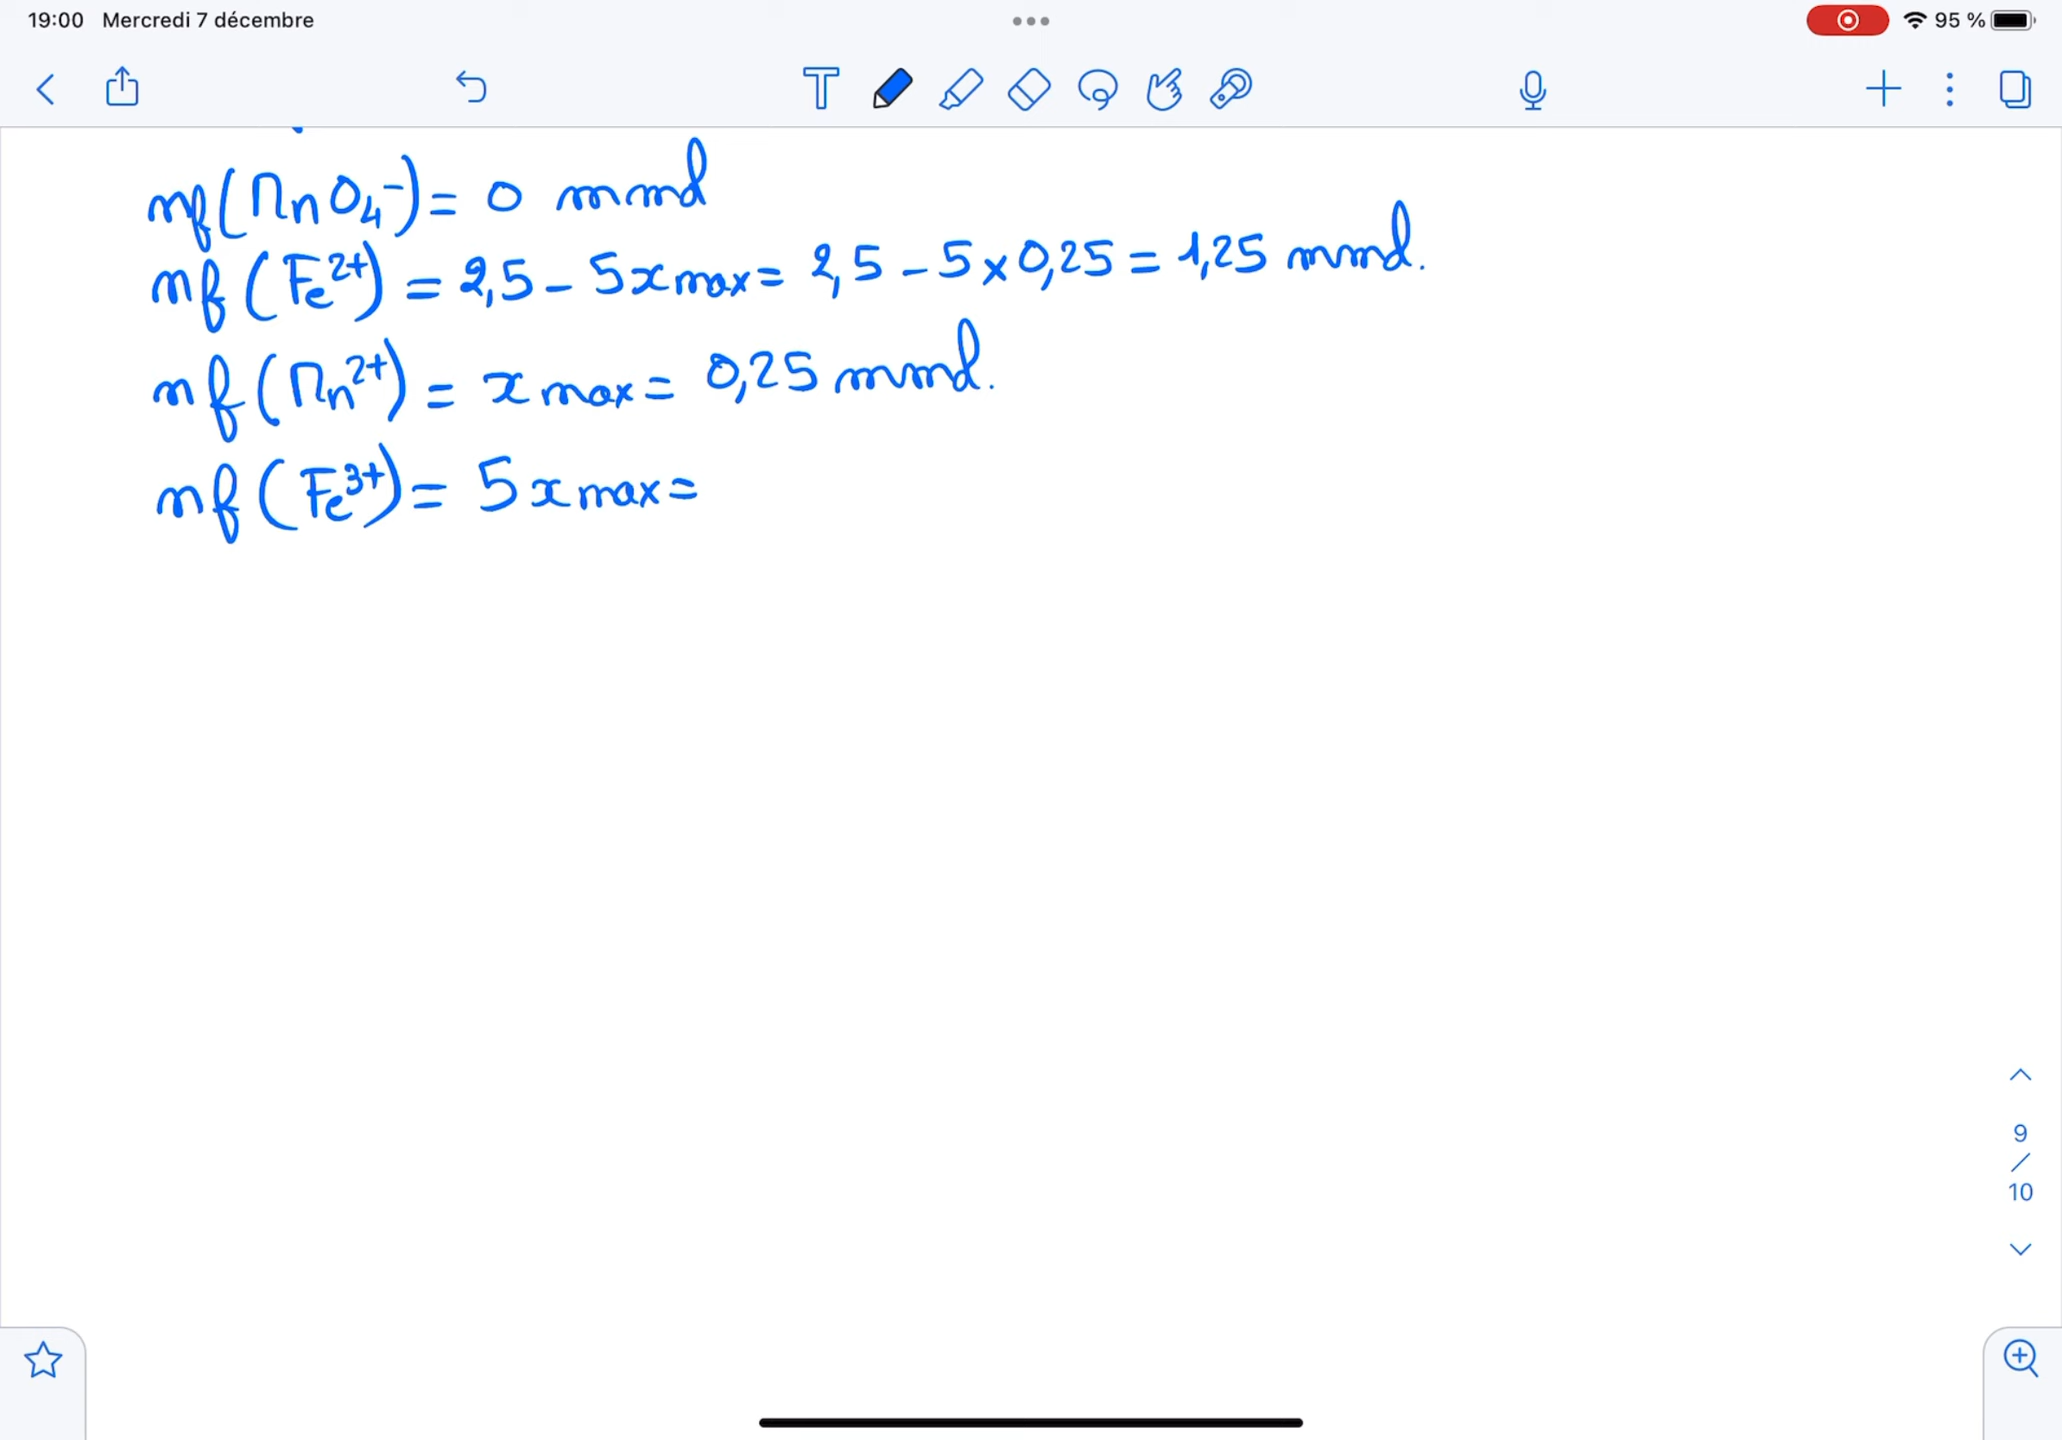 19:00 Mercredi 7 décembre 95 %
nf(MnO4⁻) = 0 mmol
nf(Fe²⁺) = 2,5 - 5xmax = 2,5 - 5×0,25 = 1,25 mmol.
nf(Mn²⁺) = xmax = 0,25 mmol.
nf(Fe³⁺) = 5xmax =
9
/
10